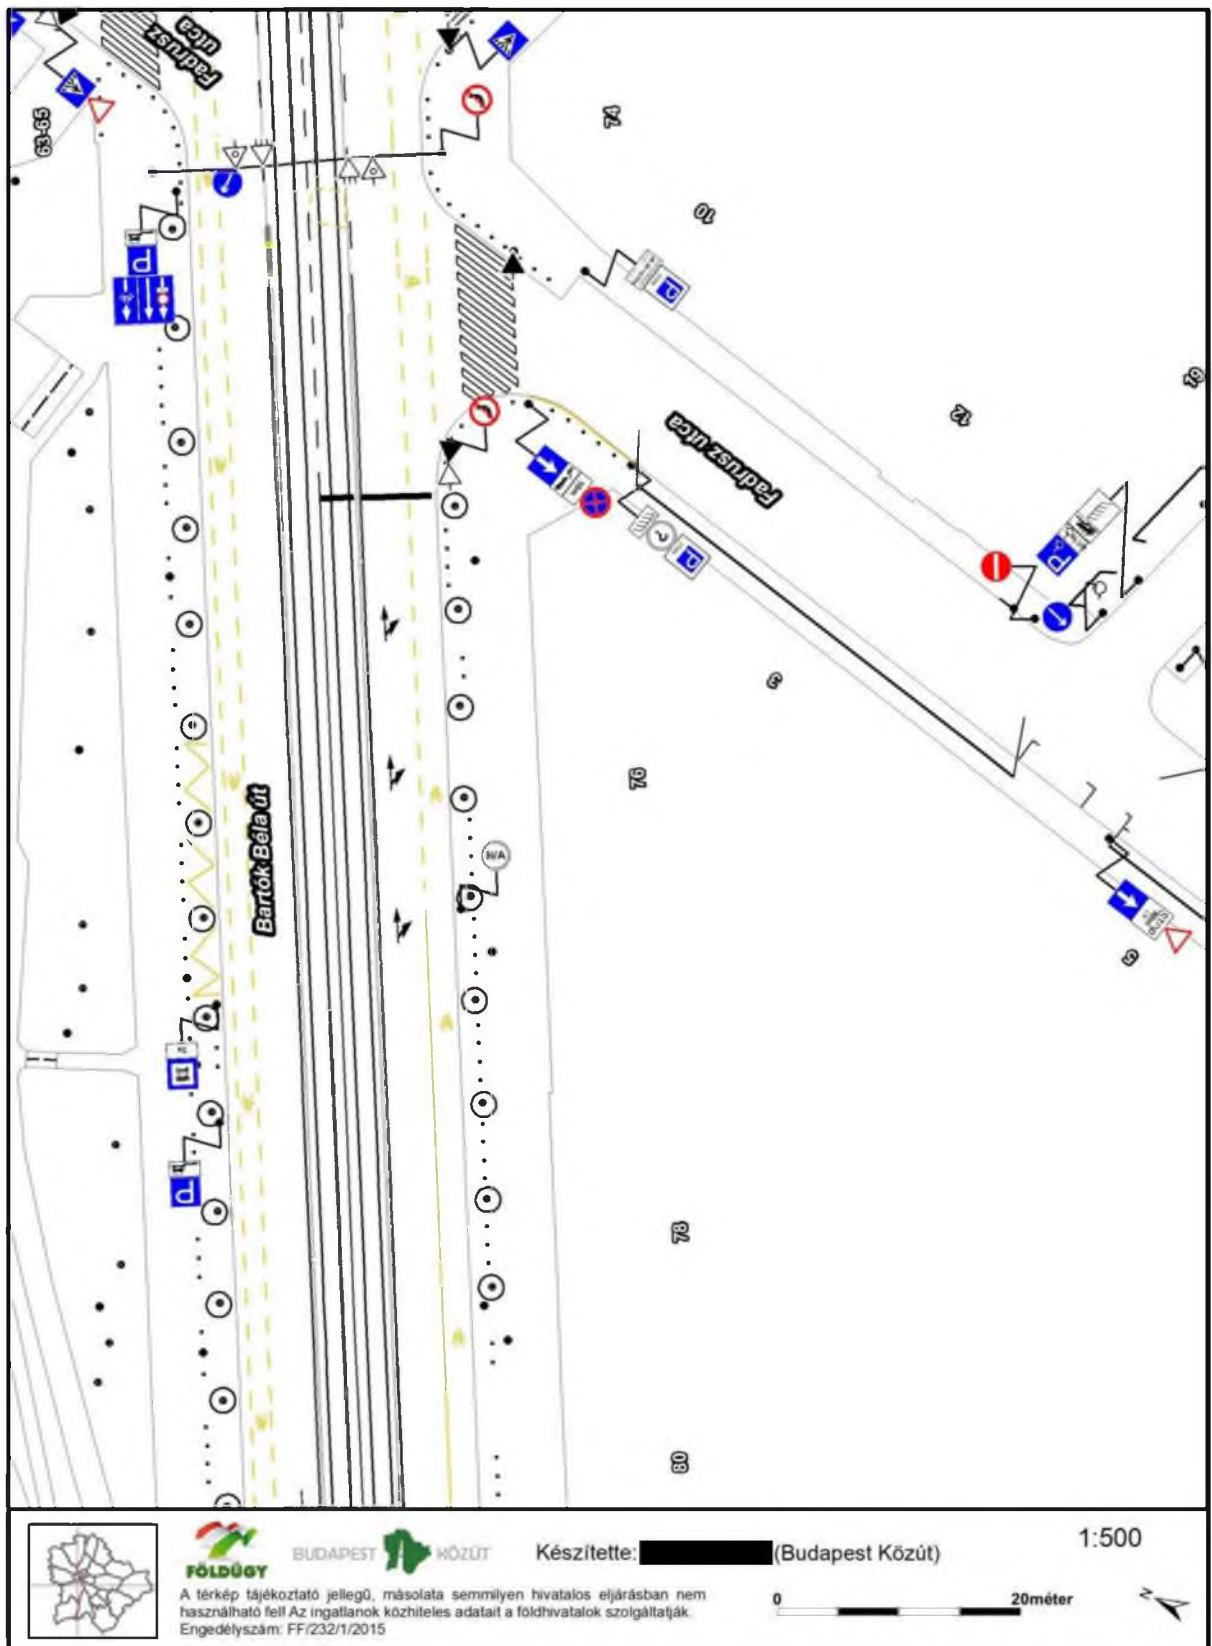 Fadrusz
utca
63-65
74
10
16
12
Fadrusz utca
3
76
Bartók Béla út
N/A
STOP
5
78
80
FÖLDÜGY
BUDAPEST KÖZÚT
Készítette: (Budapest Közút)
1:500
A térkép tájékoztató jellegű, másolata semmilyen hivatalos eljárásban nem
használható fel! Az ingatlanok közhiteles adatait a földhivatalok szolgáltatják.
Engedélyszám: FF/232/1/2015
0 20méter
N